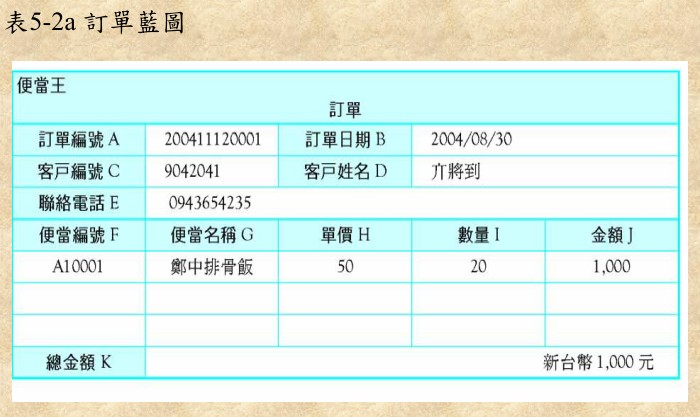 表5-2a 訂單藍圖
便當王
訂單
訂單編號 A 200411120001 訂單日期 B 2004/08/30
客戶編號 C 9042041 客戶姓名 D 亣將到
聯絡電話 E 0943654235
便當編號 F 便當名稱 G 單價 H 數量 I 金額 J
A10001 鄭中排骨飯 50 20 1,000
總金額 K 新台幣 1,000 元